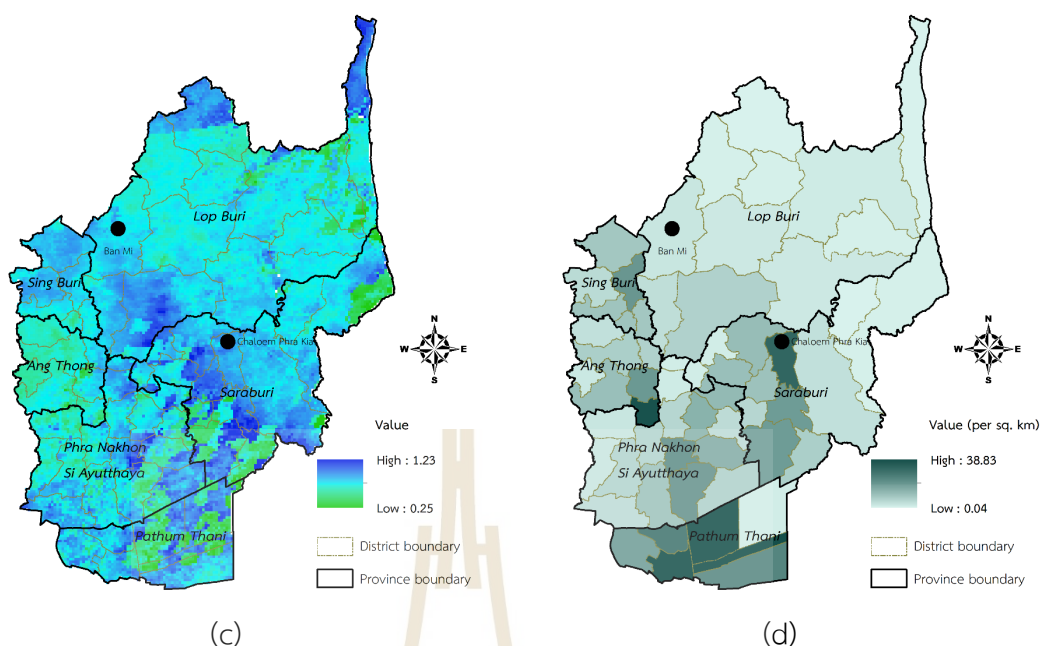 Lop Buri
Ban Mi
Sing Buri
Chaloem Phra Kia
Ang Thong
Saraburi
Phra Nakhon
Si Ayutthaya
Pathum Thani
N
W E
S
Value
High : 1.23
Low : 0.25
District boundary
Province boundary
(c)
Lop Buri
Ban Mi
Sing Buri
Chaloem Phra Kia
Ang Thong
Saraburi
Phra Nakhon
Si Ayutthaya
Pathum Thani
N
W E
S
Value (per sq. km)
High : 38.83
Low : 0.04
District boundary
Province boundary
(d)